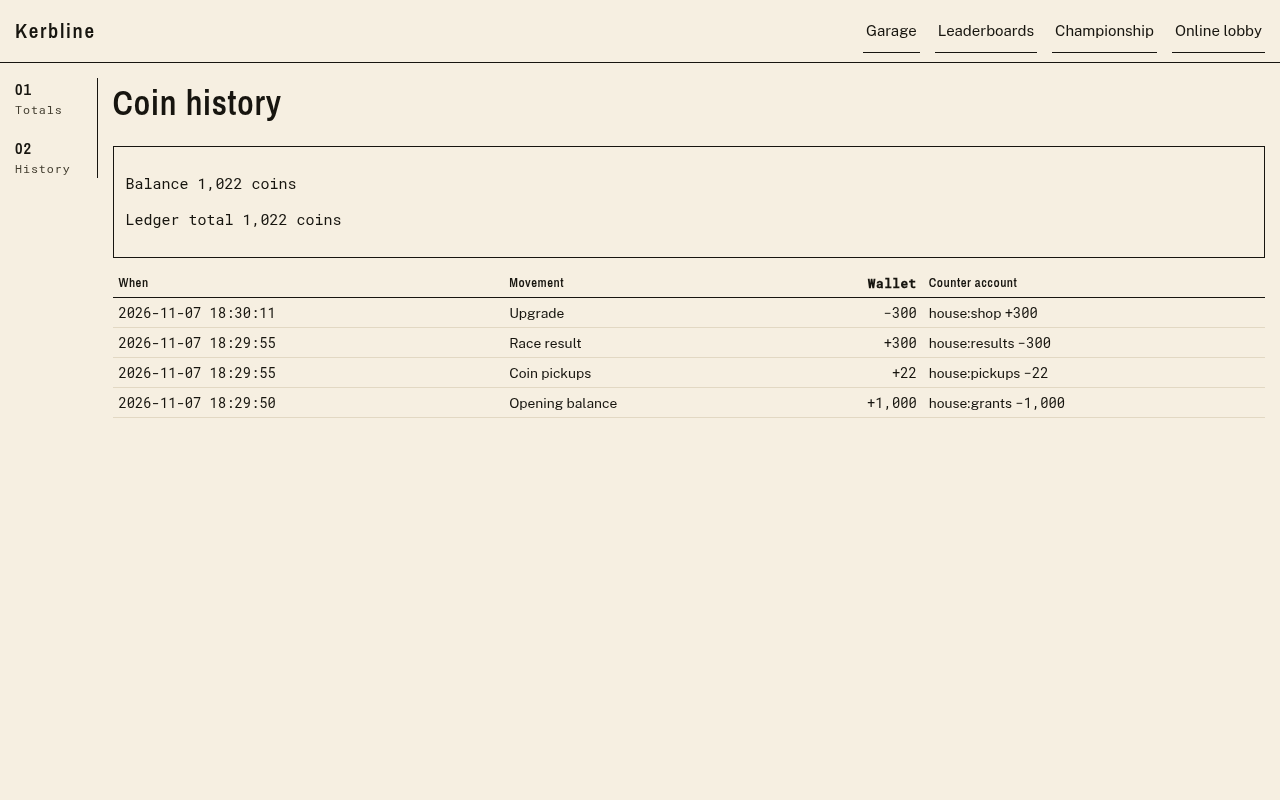 Kerbline
Garage Leaderboards Championship Online lobby
01
Totals
02
History
Coin history
Balance 1,022 coins
Ledger total 1,022 coins
When Movement Wallet Counter account
2026-11-07 18:30:11 Upgrade −300 house:shop +300
2026-11-07 18:29:55 Race result +300 house:results −300
2026-11-07 18:29:55 Coin pickups +22 house:pickups −22
2026-11-07 18:29:50 Opening balance +1,000 house:grants −1,000